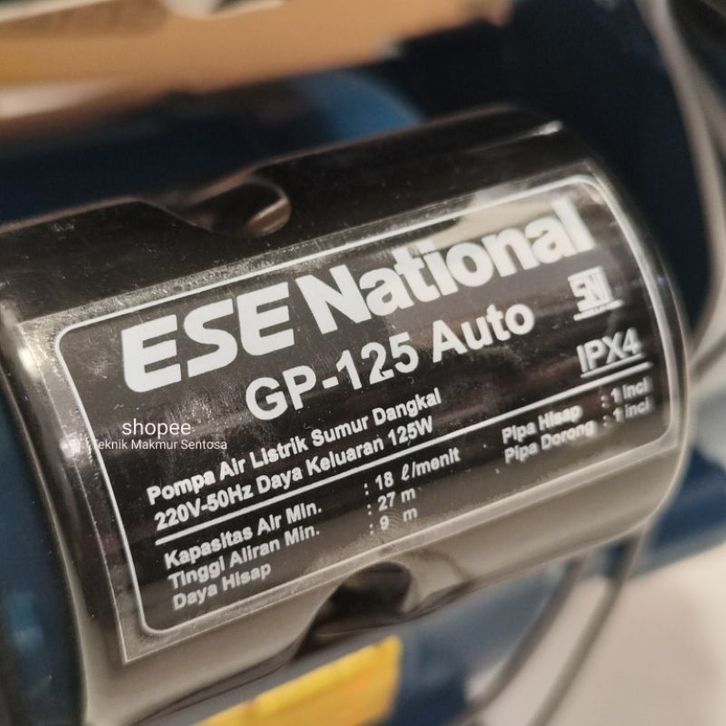 ESE National
GP-125 Auto
SNI
IPX4
Pompa Air Listrik Sumur Dangkal
220V-50Hz Daya Keluaran 125W
Kapasitas Air Min. : 18 ℓ/menit
Tinggi Aliran Min. : 27 m
Daya Hisap : 9 m
Pipa Hisap : 1 inci
Pipa Dorong : 1 inci
shopee
Teknik Makmur Sentosa